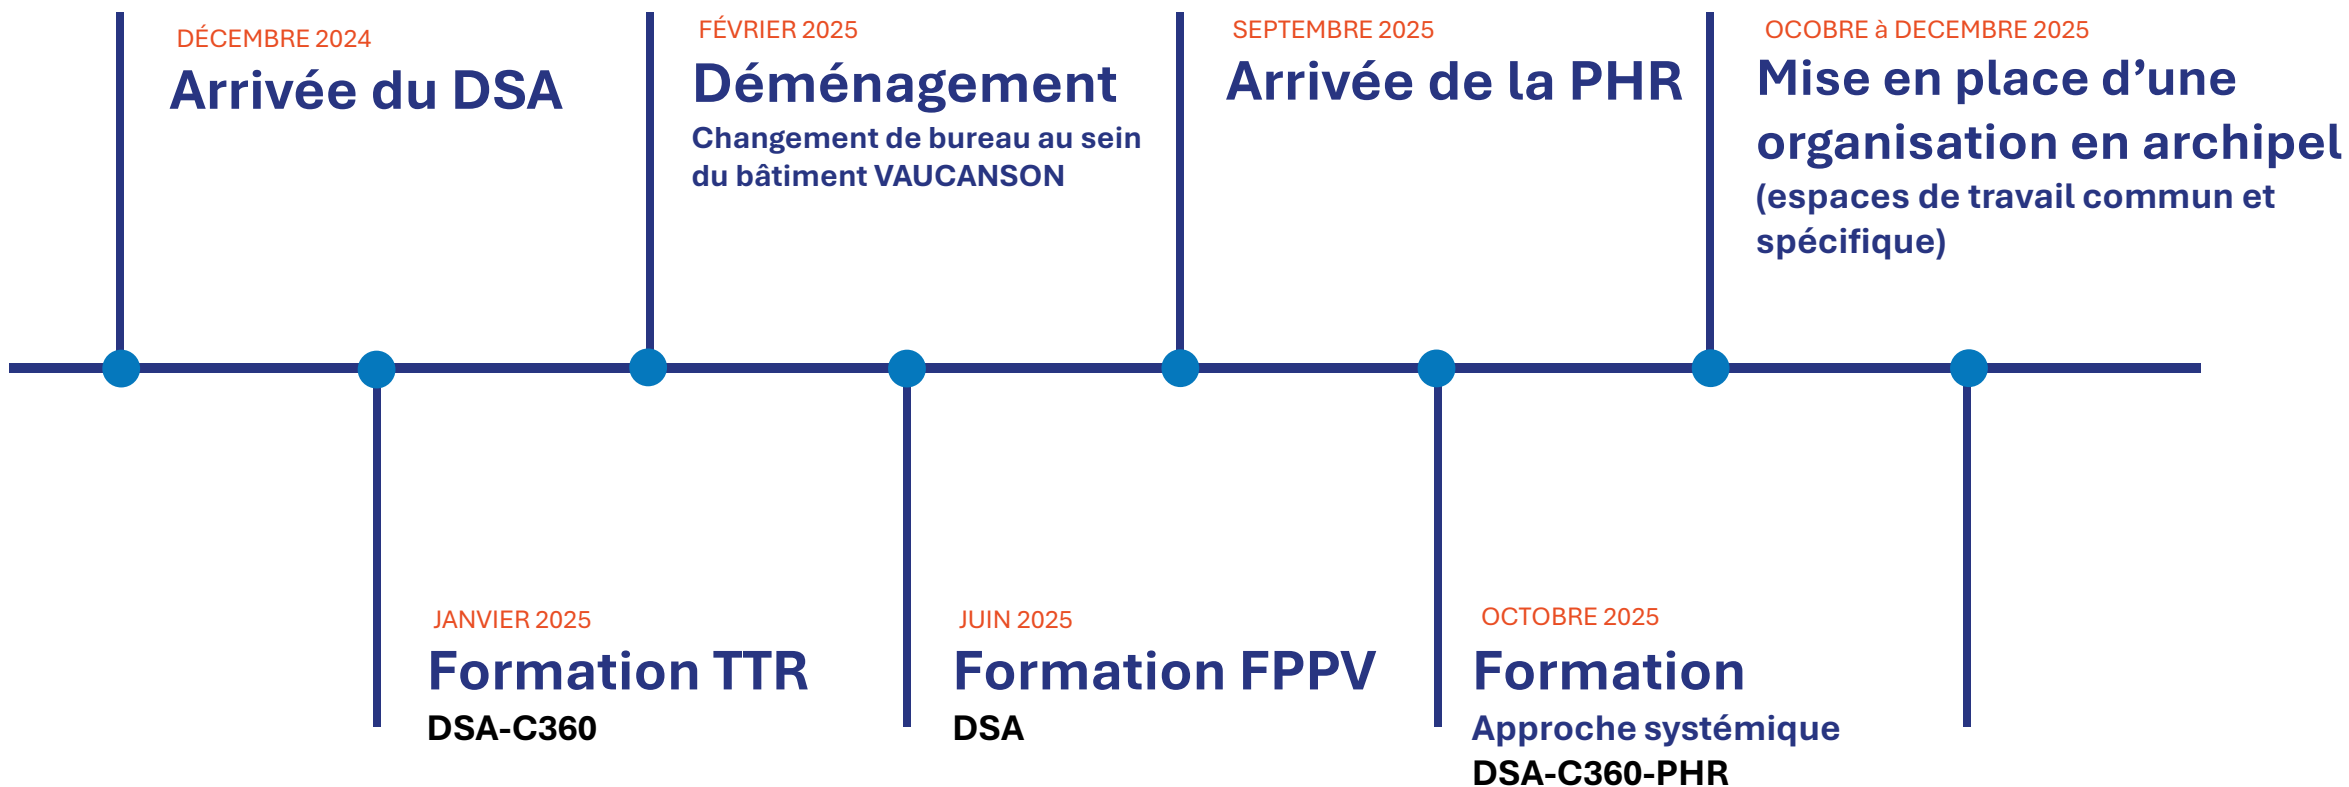 DÉCEMBRE 2024
Arrivée du DSA
FÉVRIER 2025
Déménagement
Changement de bureau au sein
du bâtiment VAUCANSON
SEPTEMBRE 2025
Arrivée de la PHR
OCOBRE à DECEMBRE 2025
Mise en place d’une
organisation en archipel
(espaces de travail commun et
spécifique)
JANVIER 2025
Formation TTR
DSA-C360
JUIN 2025
Formation FPPV
DSA
OCTOBRE 2025
Formation
Approche systémique
DSA-C360-PHR